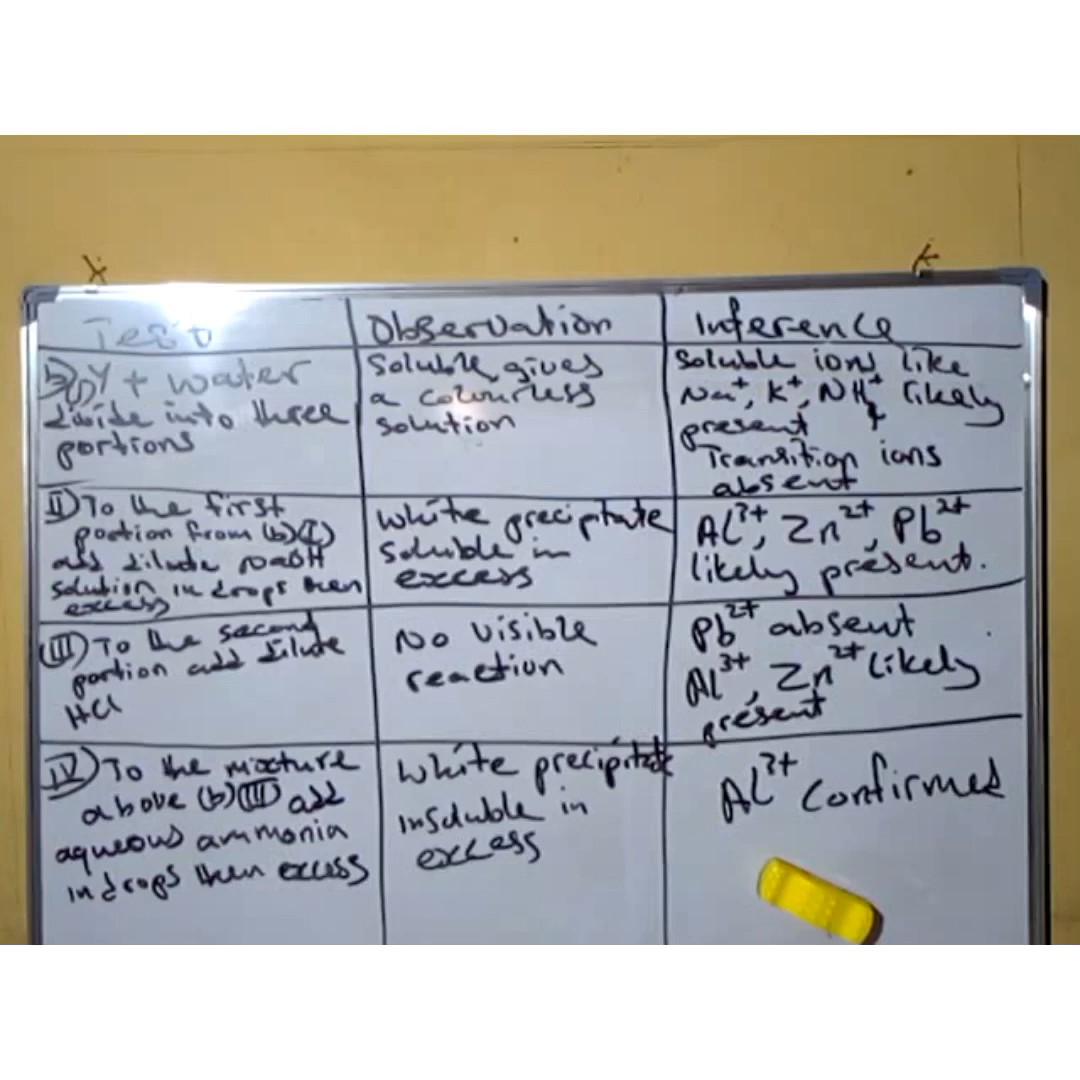 Tests
Observation
Inference
b)(I) Y + water
divide into three
portions
Soluble, gives
a colourless
solution
Soluble ions like
Na⁺, K⁺, NH₄⁺ likely
present &
Transition ions
absent
II) To the first
portion from (b)(I)
add dilute NaOH
solution in drops then
excess
White precipitate
soluble in
excess
Al³⁺, Zn²⁺, Pb²⁺
likely present.
(III) To the second
portion add dilute
HCl
No visible
reaction
Pb²⁺ absent
Al³⁺, Zn²⁺ likely
present
IV) To the mixture
above (b)(III) add
aqueous ammonia
in drops then excess
White precipitate
insoluble in
excess
Al³⁺ confirmed